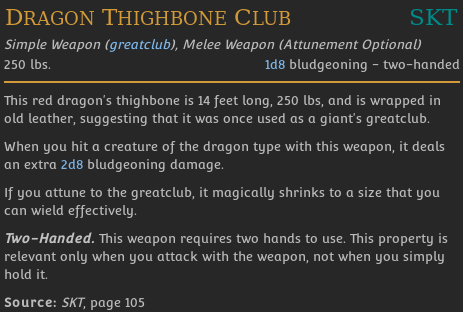 Dragon Thighbone Club SKT
Simple Weapon (greatclub), Melee Weapon (Attunement Optional)
250 lbs. 1d8 bludgeoning - two-handed
This red dragon's thighbone is 14 feet long, 250 lbs, and is wrapped in
old leather, suggesting that it was once used as a giant's greatclub.
When you hit a creature of the dragon type with this weapon, it deals
an extra 2d8 bludgeoning damage.
If you attune to the greatclub, it magically shrinks to a size that you
can wield effectively.
Two-Handed. This weapon requires two hands to use. This property is
relevant only when you attack with the weapon, not when you simply
hold it.
Source: SKT, page 105